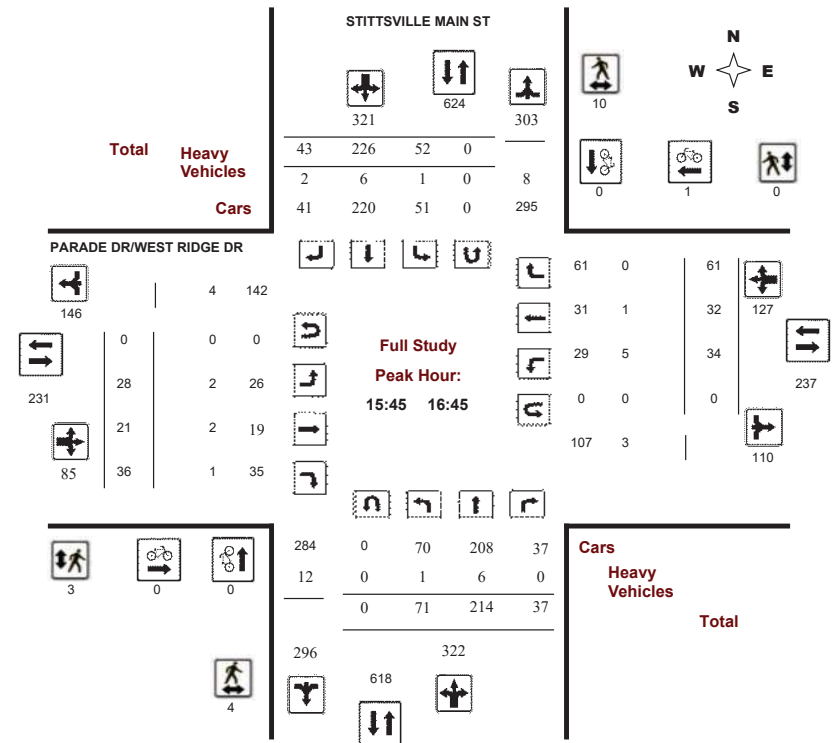 STITTSVILLE MAIN ST
N
W E
S
624
10
321 303
Total Heavy Vehicles
43 226 52 0
2 6 1 0 8
Cars
41 220 51 0 295
0 1 0
PARADE DR/WEST RIDGE DR
146
4 142
61 0 61
127
31 1 32
0 0 0
Full Study
Peak Hour:
15:45 16:45
231
28 2 26
29 5 34
237
21 2 19
0 0 0
85
36 1 35
107 3
110
284 0 70 208 37
12 0 1 6 0
0 71 214 37
Cars
Heavy
Vehicles
Total
3 0 0
296 322
618
4